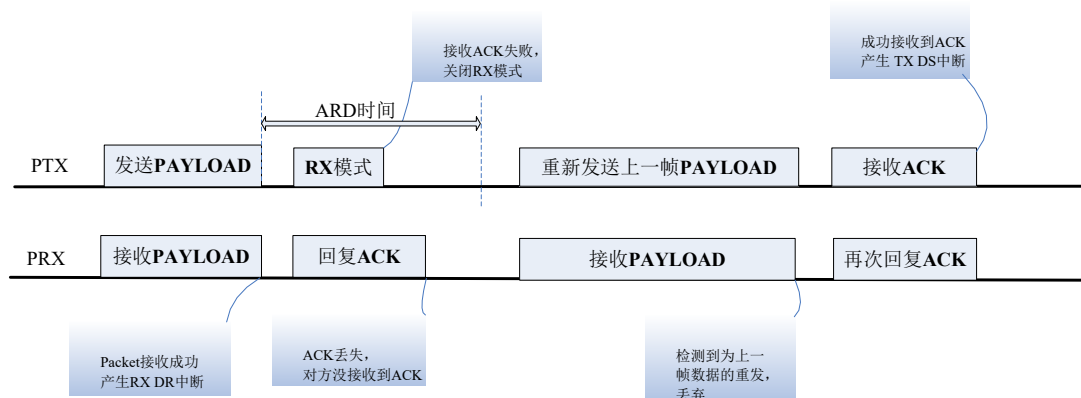 接收ACK失败，
关闭RX模式
成功接收到ACK
产生 TX DS中断
ARD时间
PTX
发送PAYLOAD
RX模式
重新发送上一帧PAYLOAD
接收ACK
PRX
接收PAYLOAD
回复ACK
接收PAYLOAD
再次回复ACK
Packet接收成功
产生RX DR中断
ACK丢失，
对方没接收到ACK
检测到为上一
帧数据的重发，
丢弃